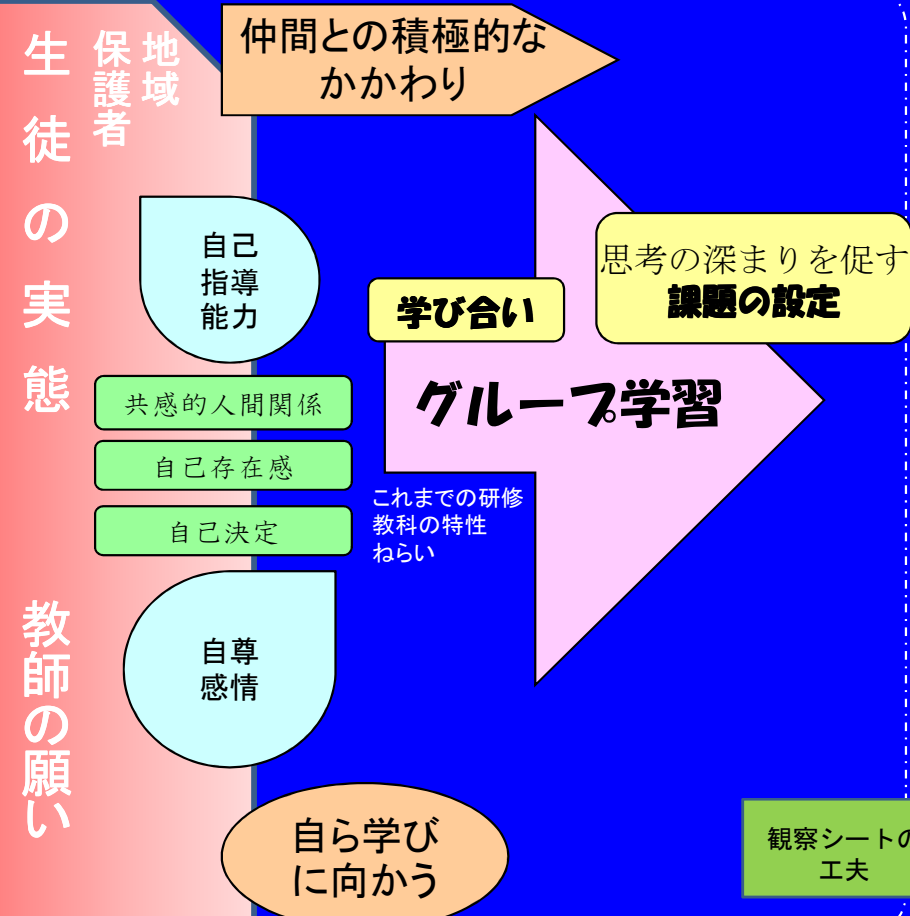 生徒の実態
教師の願い
保護者
地域
仲間との積極的な
かかわり
自己
指導
能力
共感的人間関係
自己存在感
自己決定
自尊
感情
自ら学び
に向かう
学び合い
グループ学習
これまでの研修
教科の特性
ねらい
思考の深まりを促す
課題の設定
観察シートの
工夫